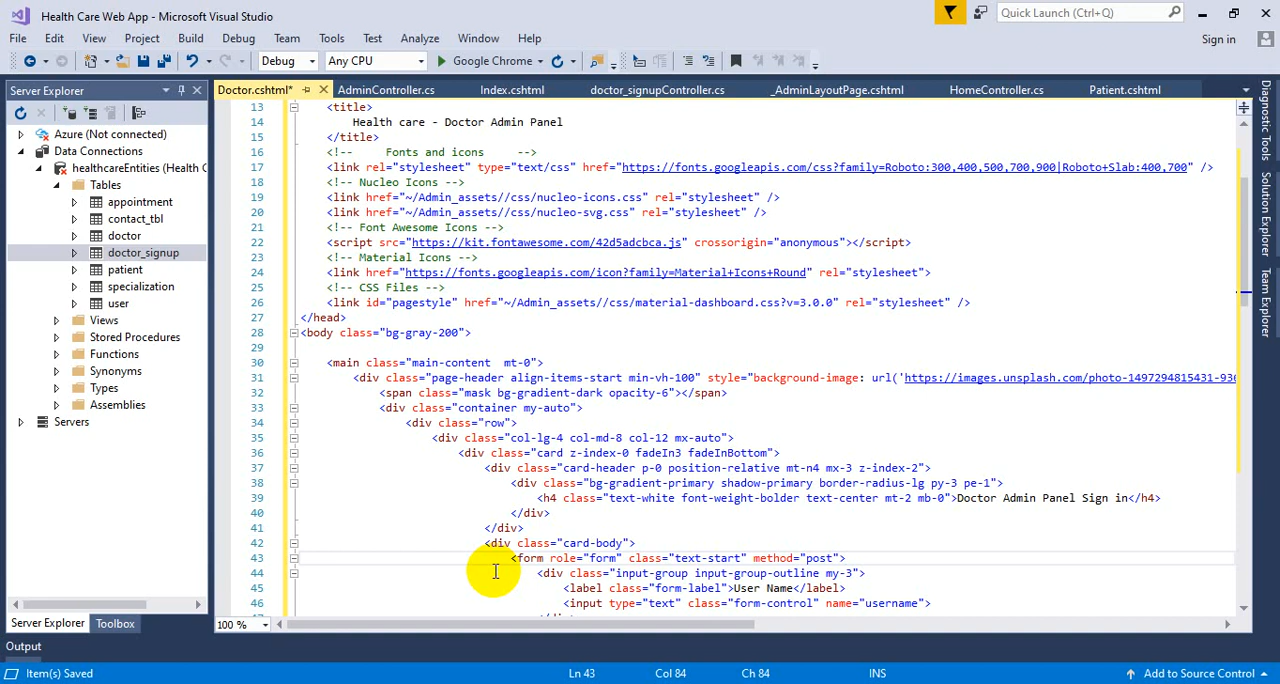 Health Care Web App - Microsoft Visual Studio
Quick Launch (Ctrl+Q)
File Edit View Project Build Debug Team Tools Test Analyze Window Help
Sign in
Debug Any CPU Google Chrome
Server Explorer
Doctor.cshtml* AdminController.cs Index.cshtml doctor_signupController.cs _AdminLayoutPage.cshtml HomeController.cs Patient.cshtml
Azure (Not connected)
Data Connections
healthcareEntities (Health C
Tables
appointment
contact_tbl
doctor
doctor_signup
patient
specialization
user
Views
Stored Procedures
Functions
Synonyms
Types
Assemblies
Servers
Server Explorer Toolbox
13 <title>
14 Health care - Doctor Admin Panel
15 </title>
16 <!-- Fonts and icons -->
17 <link rel="stylesheet" type="text/css" href="https://fonts.googleapis.com/css?family=Roboto:300,400,500,700,900|Roboto+Slab:400,700" />
18 <!-- Nucleo Icons -->
19 <link href="~/Admin_assets//css/nucleo-icons.css" rel="stylesheet" />
20 <link href="~/Admin_assets//css/nucleo-svg.css" rel="stylesheet" />
21 <!-- Font Awesome Icons -->
22 <script src="https://kit.fontawesome.com/42d5adcbca.js" crossorigin="anonymous"></script>
23 <!-- Material Icons -->
24 <link href="https://fonts.googleapis.com/icon?family=Material+Icons+Round" rel="stylesheet">
25 <!-- CSS Files -->
26 <link id="pagestyle" href="~/Admin_assets//css/material-dashboard.css?v=3.0.0" rel="stylesheet" />
27 </head>
28 <body class="bg-gray-200">
29
30 <main class="main-content  mt-0">
31 <div class="page-header align-items-start min-vh-100" style="background-image: url('https://images.unsplash.com/photo-1497294815431-936
32 <span class="mask bg-gradient-dark opacity-6"></span>
33 <div class="container my-auto">
34 <div class="row">
35 <div class="col-lg-4 col-md-8 col-12 mx-auto">
36 <div class="card z-index-0 fadeIn3 fadeInBottom">
37 <div class="card-header p-0 position-relative mt-n4 mx-3 z-index-2">
38 <div class="bg-gradient-primary shadow-primary border-radius-lg py-3 pe-1">
39 <h4 class="text-white font-weight-bolder text-center mt-2 mb-0">Doctor Admin Panel Sign in</h4>
40 </div>
41 </div>
42 <div class="card-body">
43 <form role="form" class="text-start" method="post">
44 <div class="input-group input-group-outline my-3">
45 <label class="form-label">User Name</label>
46 <input type="text" class="form-control" name="username">
100 %
Diagnostic Tools
Solution Explorer
Team Explorer
Output
Item(s) Saved Ln 43 Col 84 Ch 84 INS Add to Source Control